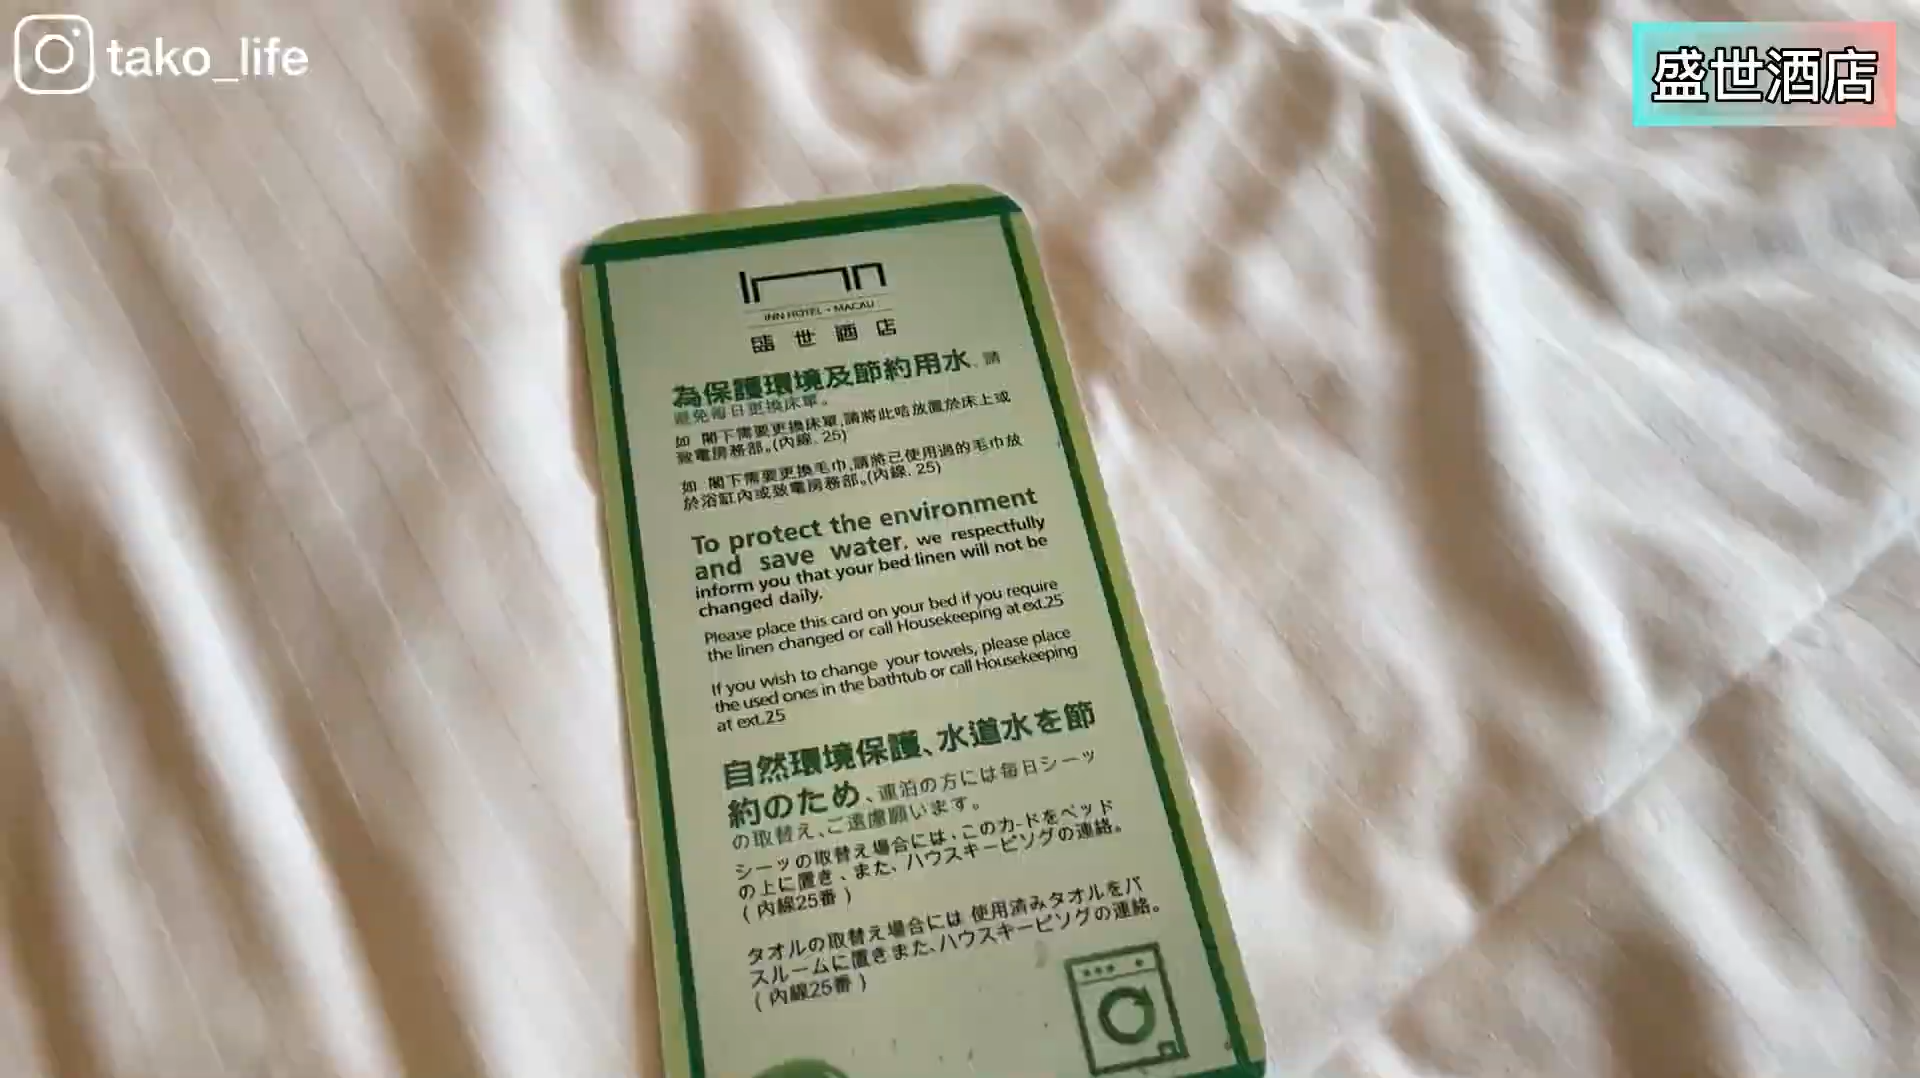 tako_life
盛世酒店
Inn
INN HOTEL • MACAU
盛世酒店
為保護環境及節約用水,請
避免每日更換床單。
如 閣下需要更換床單,請將此咭放置於床上或
致電房務部。(內線. 25)
如 閣下需要更換毛巾,請將已使用過的毛巾放
於浴缸內或致電房務部。(內線. 25)
To protect the environment
and save water, we respectfully
inform you that your bed linen will not be
changed daily.
Please place this card on your bed if you require
the linen changed or call Housekeeping at ext.25
If you wish to change your towels, please place
the used ones in the bathtub or call Housekeeping
at ext.25
自然環境保護、水道水を節
約のため、連泊の方には毎日シーツ
の取替え、ご遠慮願います。
シーツの取替え場合には、このカードをベッド
の上に置き、また、ハウスキーピソグの連絡。
( 內線25番 )
タオルの取替え場合には 使用済みタオルをバ
スルームに置きまた、ハウスキーピソグの連絡。
( 內線25番 )